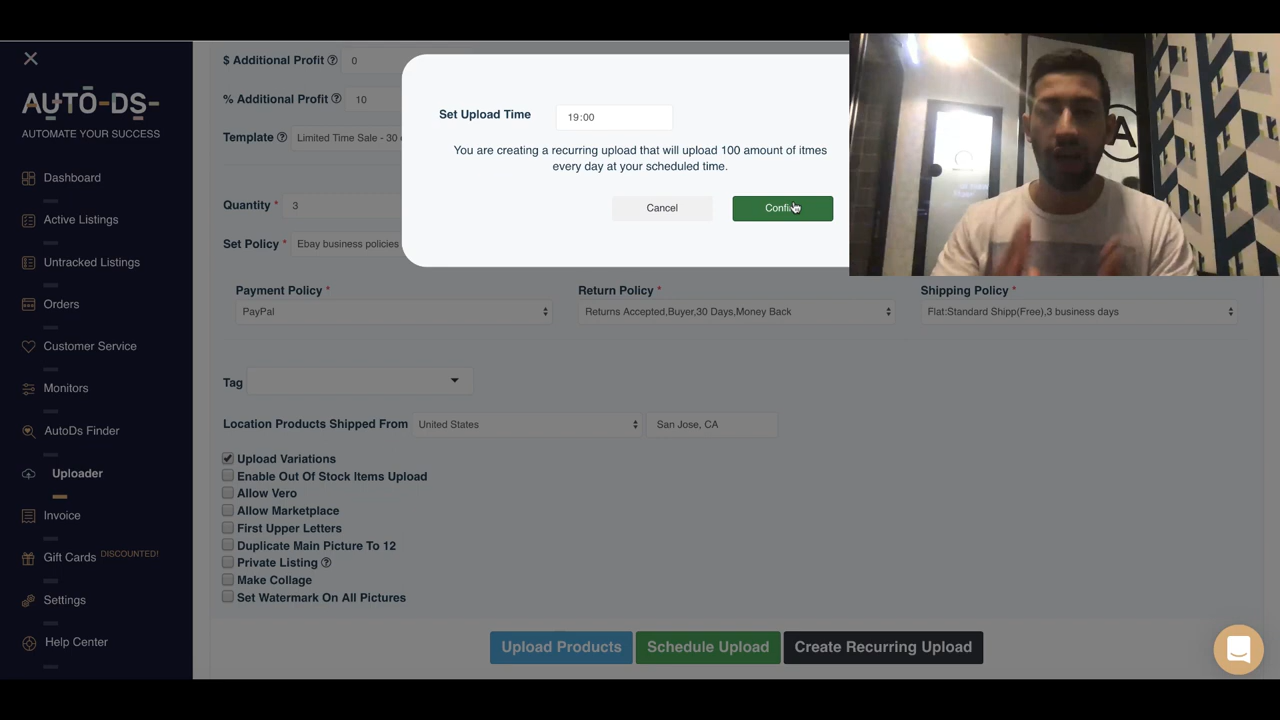 AUTO-DS-
AUTOMATE YOUR SUCCESS
Dashboard
Active Listings
Untracked Listings
Orders
Customer Service
Monitors
AutoDs Finder
Uploader
Invoice
Gift Cards DISCOUNTED!
Settings
Help Center
$ Additional Profit ? 0
% Additional Profit ? 10
Template ? Limited Time Sale - 30
Quantity * 3
Set Policy * Ebay business policies
Set Upload Time 19:00
You are creating a recurring upload that will upload 100 amount of itmes
every day at your scheduled time.
Cancel
A
Payment Policy * Return Policy * Shipping Policy *
PayPal Returns Accepted,Buyer,30 Days,Money Back Flat:Standard Shipp(Free),3 business days
Tag
Location Products Shipped From United States San Jose, CA
Upload Variations
Enable Out Of Stock Items Upload
Allow Vero
Allow Marketplace
First Upper Letters
Duplicate Main Picture To 12
Private Listing ?
Make Collage
Set Watermark On All Pictures
Upload Products Schedule Upload Create Recurring Upload